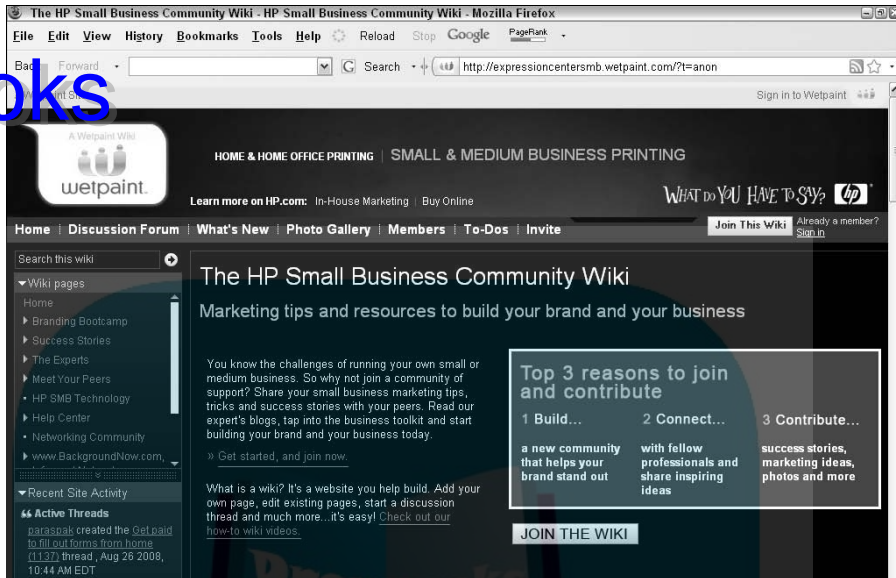 The HP Small Business Community Wiki - HP Small Business Community Wiki - Mozilla Firefox
File Edit View History Bookmarks Tools Help Reload Stop Google PageRank
Forward Search http://expressioncentersmb.wetpaint.com/?t=anon
oks
Sign in to Wetpaint
A Wetpaint Wiki
wetpaint.
HOME & HOME OFFICE PRINTING | SMALL & MEDIUM BUSINESS PRINTING
Learn more on HP.com: In-House Marketing | Buy Online
WHAT DO YOU HAVE TO SAY? hp
Home | Discussion Forum | What's New | Photo Gallery | Members | To-Dos | Invite
Join This Wiki Already a member?
Sign in
Search this wiki
Wiki pages
Home
Branding Bootcamp
Success Stories
The Experts
Meet Your Peers
HP SMB Technology
Help Center
Networking Community
www.BackgroundNow.com,
Recent Site Activity
Active Threads
paraspak created the Get paid
to fill out forms from home
(1137) thread , Aug 26 2008,
10:44 AM EDT
The HP Small Business Community Wiki
Marketing tips and resources to build your brand and your business
You know the challenges of running your own small or
medium business. So why not join a community of
support? Share your small business marketing tips,
tricks and success stories with your peers. Read our
expert's blogs, tap into the business toolkit and start
building your brand and your business today.
» Get started, and join now.
What is a wiki? It's a website you help build. Add your
own page, edit existing pages, start a discussion
thread and much more...it's easy! Check out our
how-to wiki videos.
Top 3 reasons to join
and contribute
1 Build...
a new community
that helps your
brand stand out
2 Connect...
with fellow
professionals and
share inspiring
ideas
3 Contribute...
success stories,
marketing ideas,
photos and more
JOIN THE WIKI